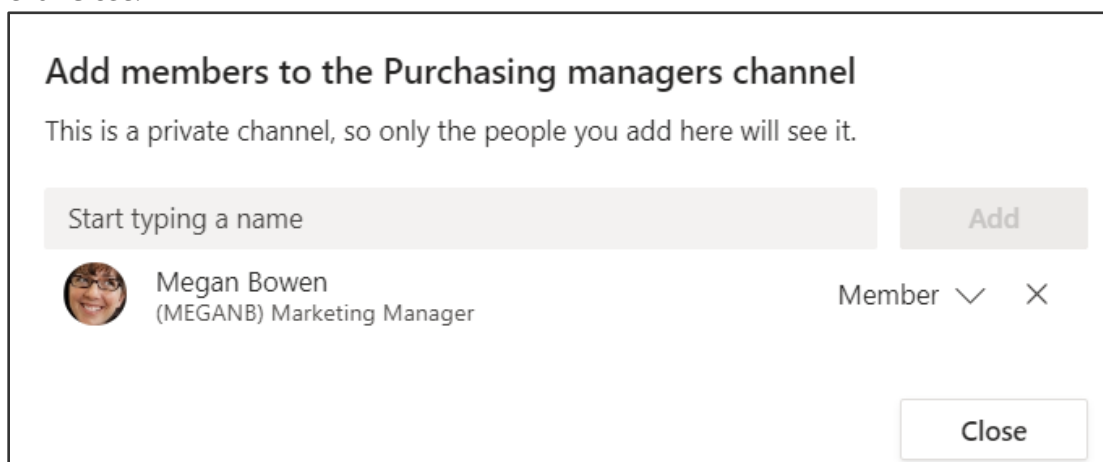 Add members to the Purchasing managers channel
This is a private channel, so only the people you add here will see it.
Start typing a name
Add
Megan Bowen
(MEGANB) Marketing Manager
Member
Close